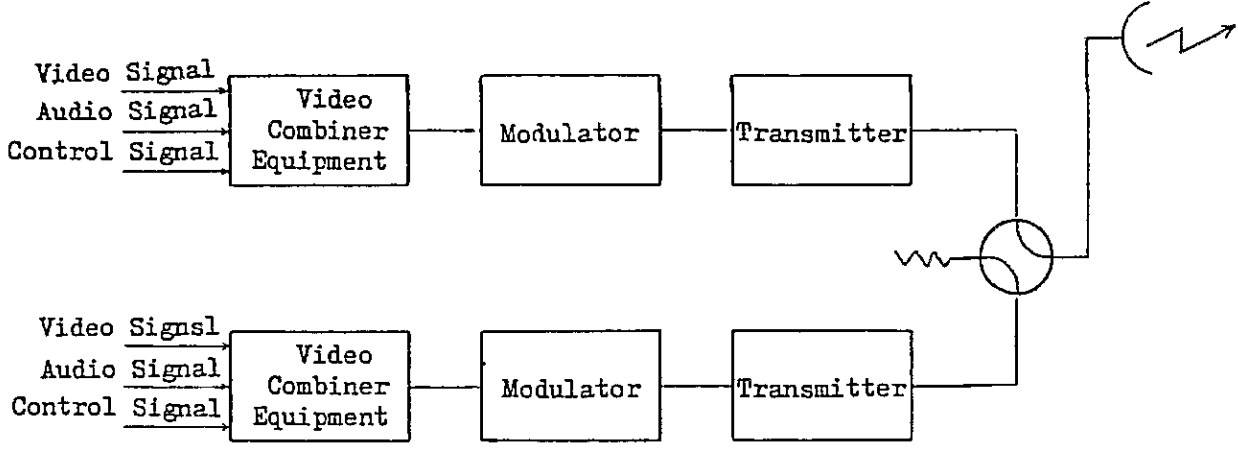 Video Signal
Audio Signal
Control Signal
Video
Combiner
Equipment
Modulator
Transmitter
Video Signsl
Audio Signal
Control Signal
Video
Combiner
Equipment
Modulator
Transmitter